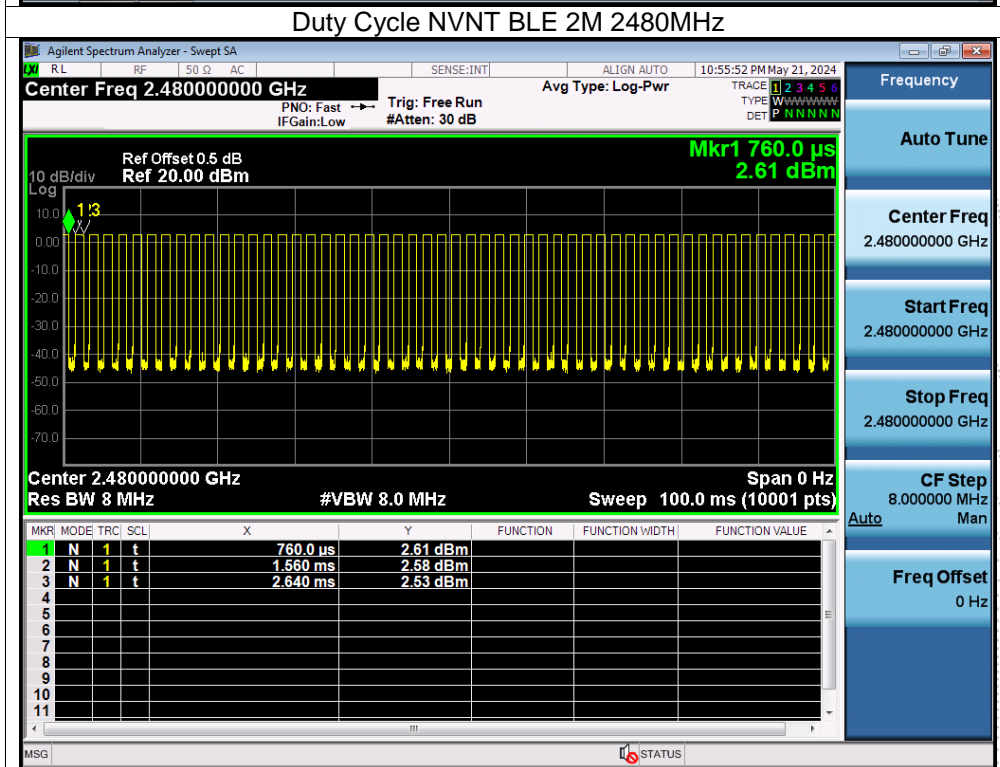 Duty Cycle NVNT BLE 2M 2480MHz
Agilent Spectrum Analyzer - Swept SA
LXI RL RF 50 Ω AC SENSE:INT ALIGN AUTO 10:55:52 PM May 21, 2024
Center Freq 2.480000000 GHz
PNO: Fast
IFGain:Low
Trig: Free Run
#Atten: 30 dB
Avg Type: Log-Pwr
TRACE 1 2 3 4 5 6
TYPE WWWWWW
DET P N N N N N
Mkr1 760.0 µs
2.61 dBm
Ref Offset 0.5 dB
10 dB/div Ref 20.00 dBm
Log
10.0
0.00
-10.0
-20.0
-30.0
-40.0
-50.0
-60.0
-70.0
1 3
Center 2.480000000 GHz Span 0 Hz
Res BW 8 MHz #VBW 8.0 MHz Sweep 100.0 ms (10001 pts)
MKR MODE TRC SCL X Y FUNCTION FUNCTION WIDTH FUNCTION VALUE
1 N 1 t 760.0 µs 2.61 dBm
2 N 1 t 1.560 ms 2.58 dBm
3 N 1 t 2.640 ms 2.53 dBm
4
5
6
7
8
9
10
11
MSG STATUS
Frequency
Auto Tune
Center Freq
2.480000000 GHz
Start Freq
2.480000000 GHz
Stop Freq
2.480000000 GHz
CF Step
8.000000 MHz
Auto Man
Freq Offset
0 Hz